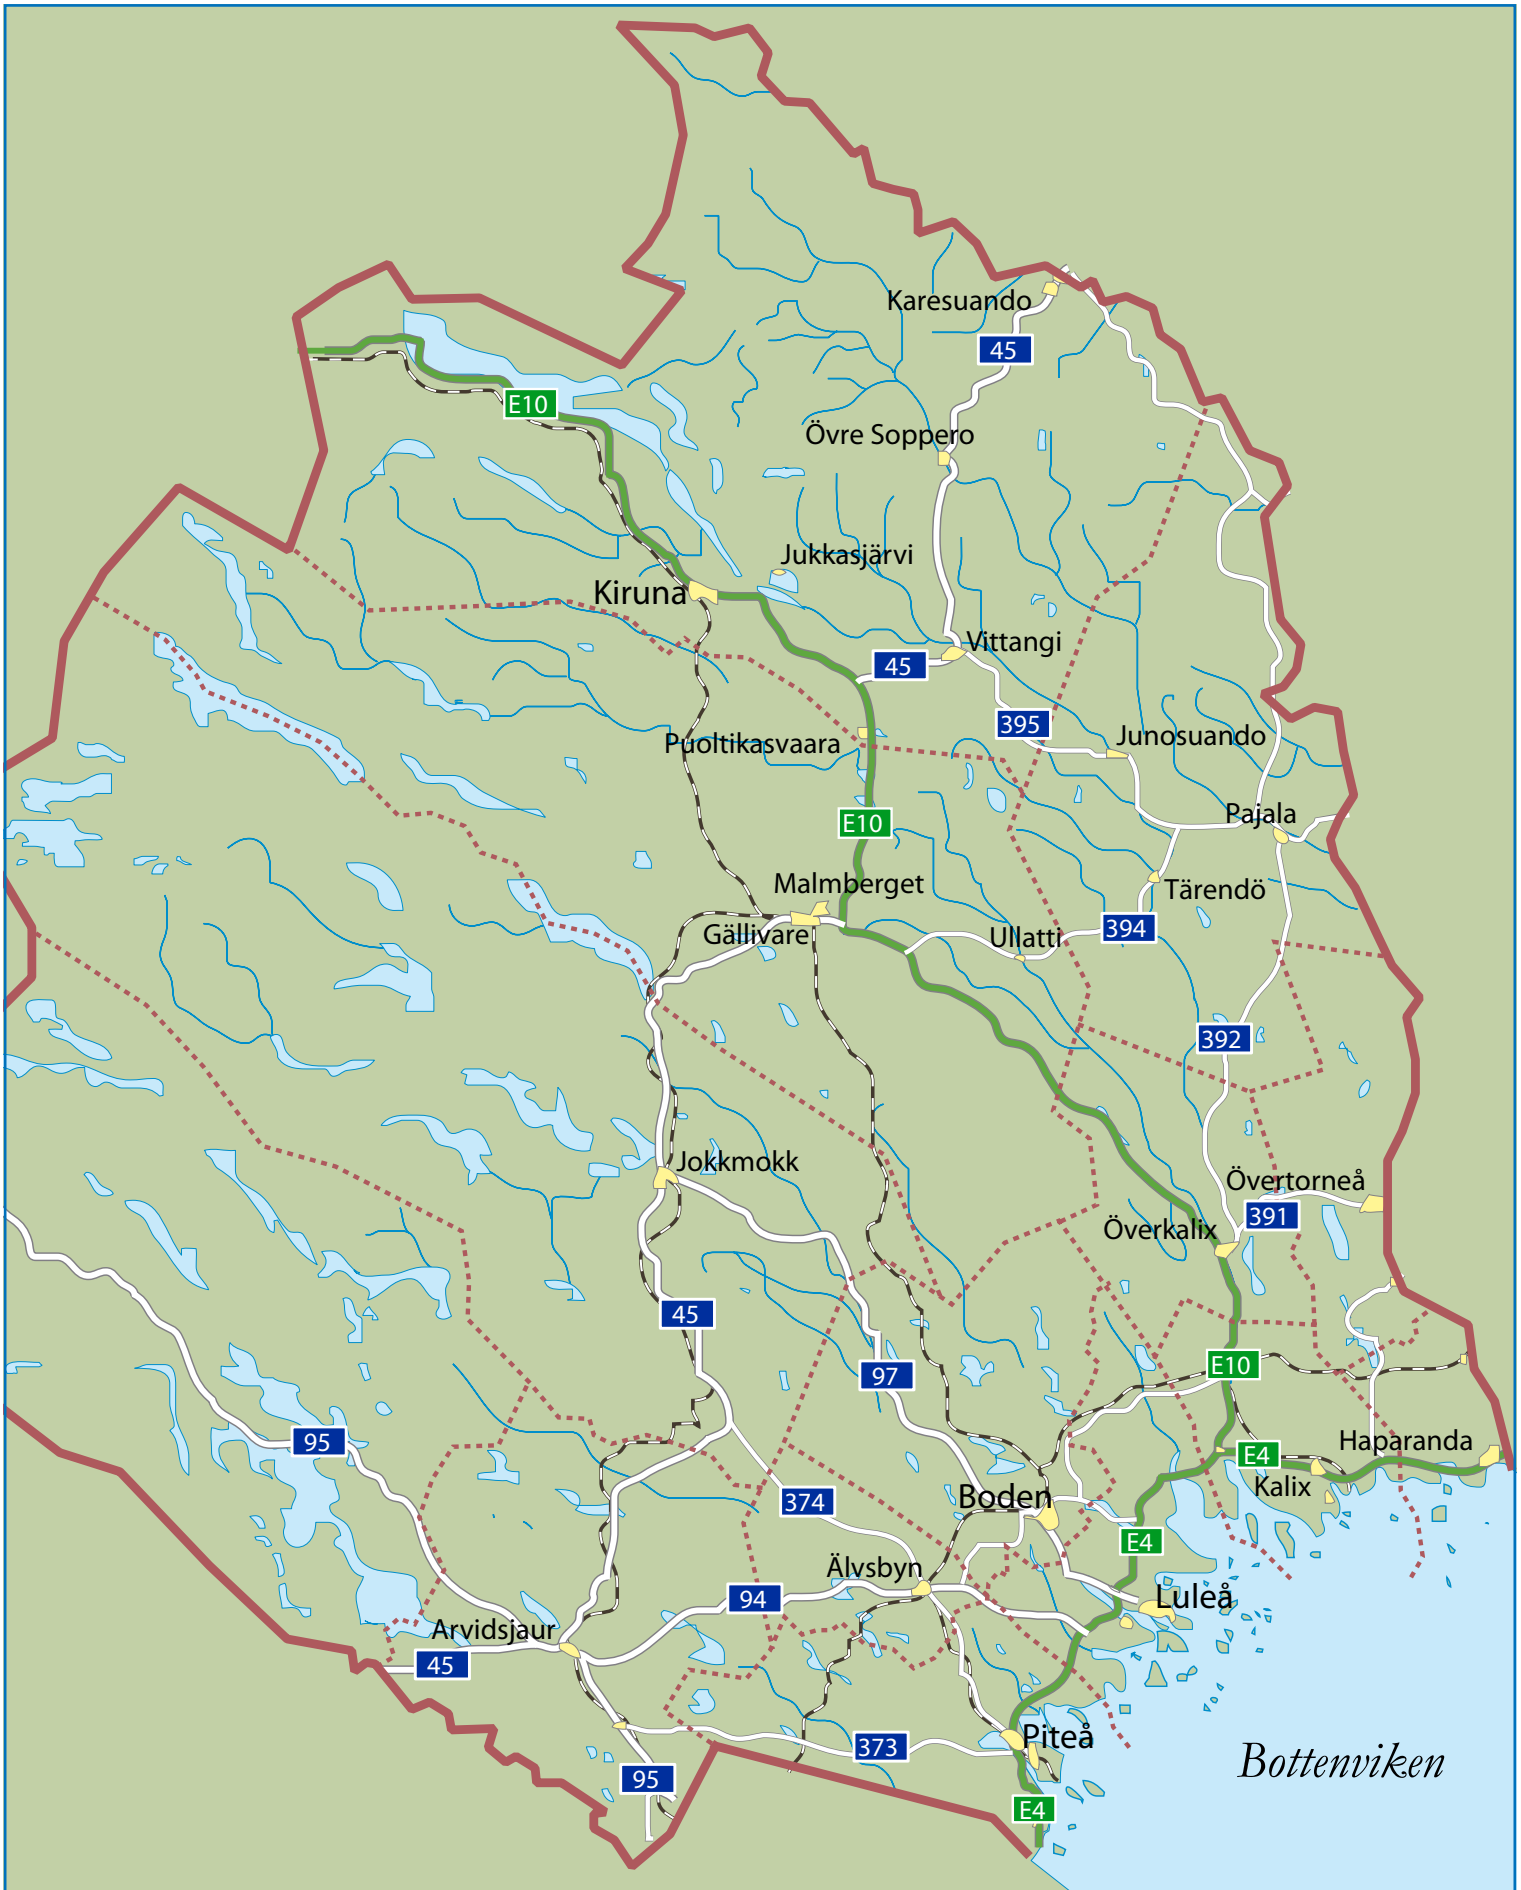 Karesuando
45
E10
Övre Soppero
Jukkasjärvi
Kiruna
Vittangi
45
395
Junosuando
Puoltikasvaara
Pajala
E10
Malmberget
Tärendö
Gällivare
Ullatti
394
392
Jokkmokk
Övertorneå
391
Överkalix
45
E10
97
95
Haparanda
E4
Kalix
Boden
374
E4
Älvsbyn
94
Luleå
Arvidsjaur
45
Piteå
373
Bottenviken
95
E4